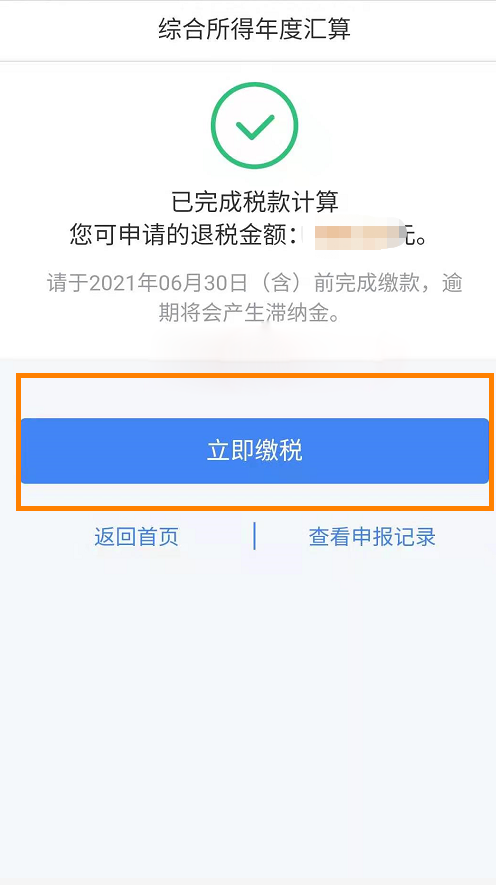 综合所得年度汇算
已完成税款计算
您可申请的退税金额：元。
请于2021年06月30日（含）前完成缴款，逾
期将会产生滞纳金。
立即缴税
返回首页
查看申报记录